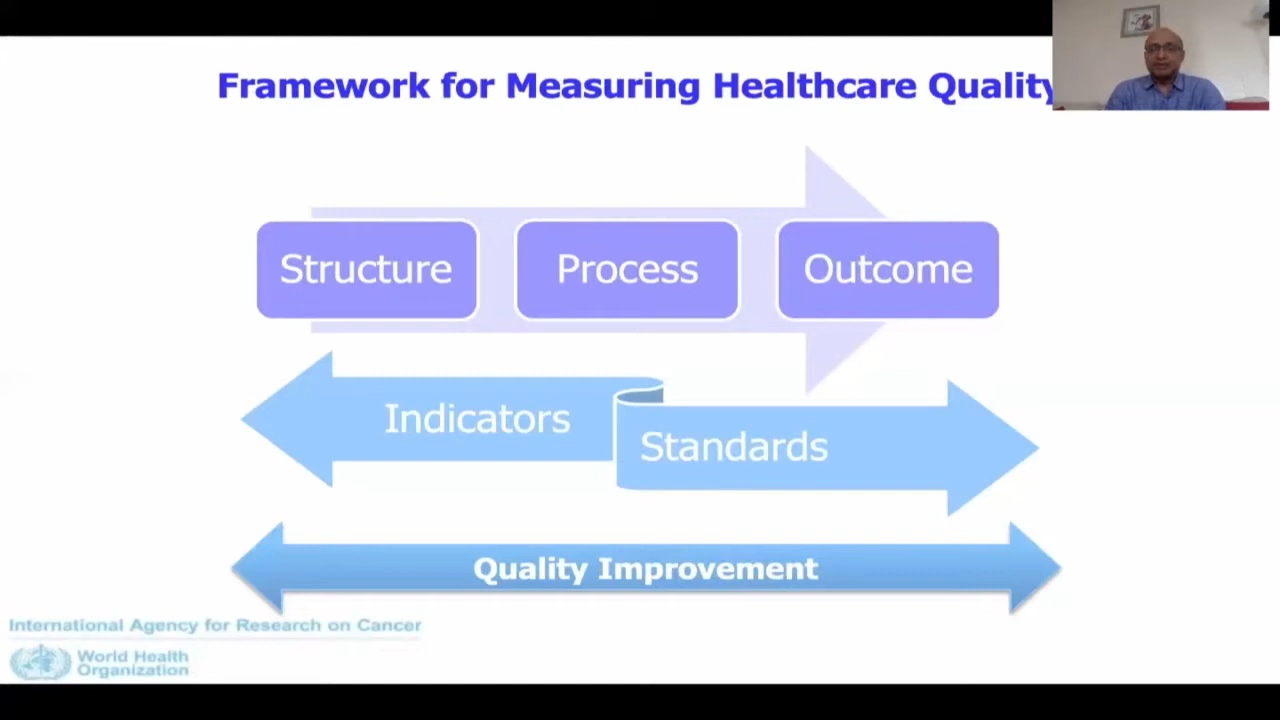 Framework for Measuring Healthcare Quality
Structure
Process
Outcome
Indicators
Standards
Quality Improvement
International Agency for Research on Cancer
World Health
Organization